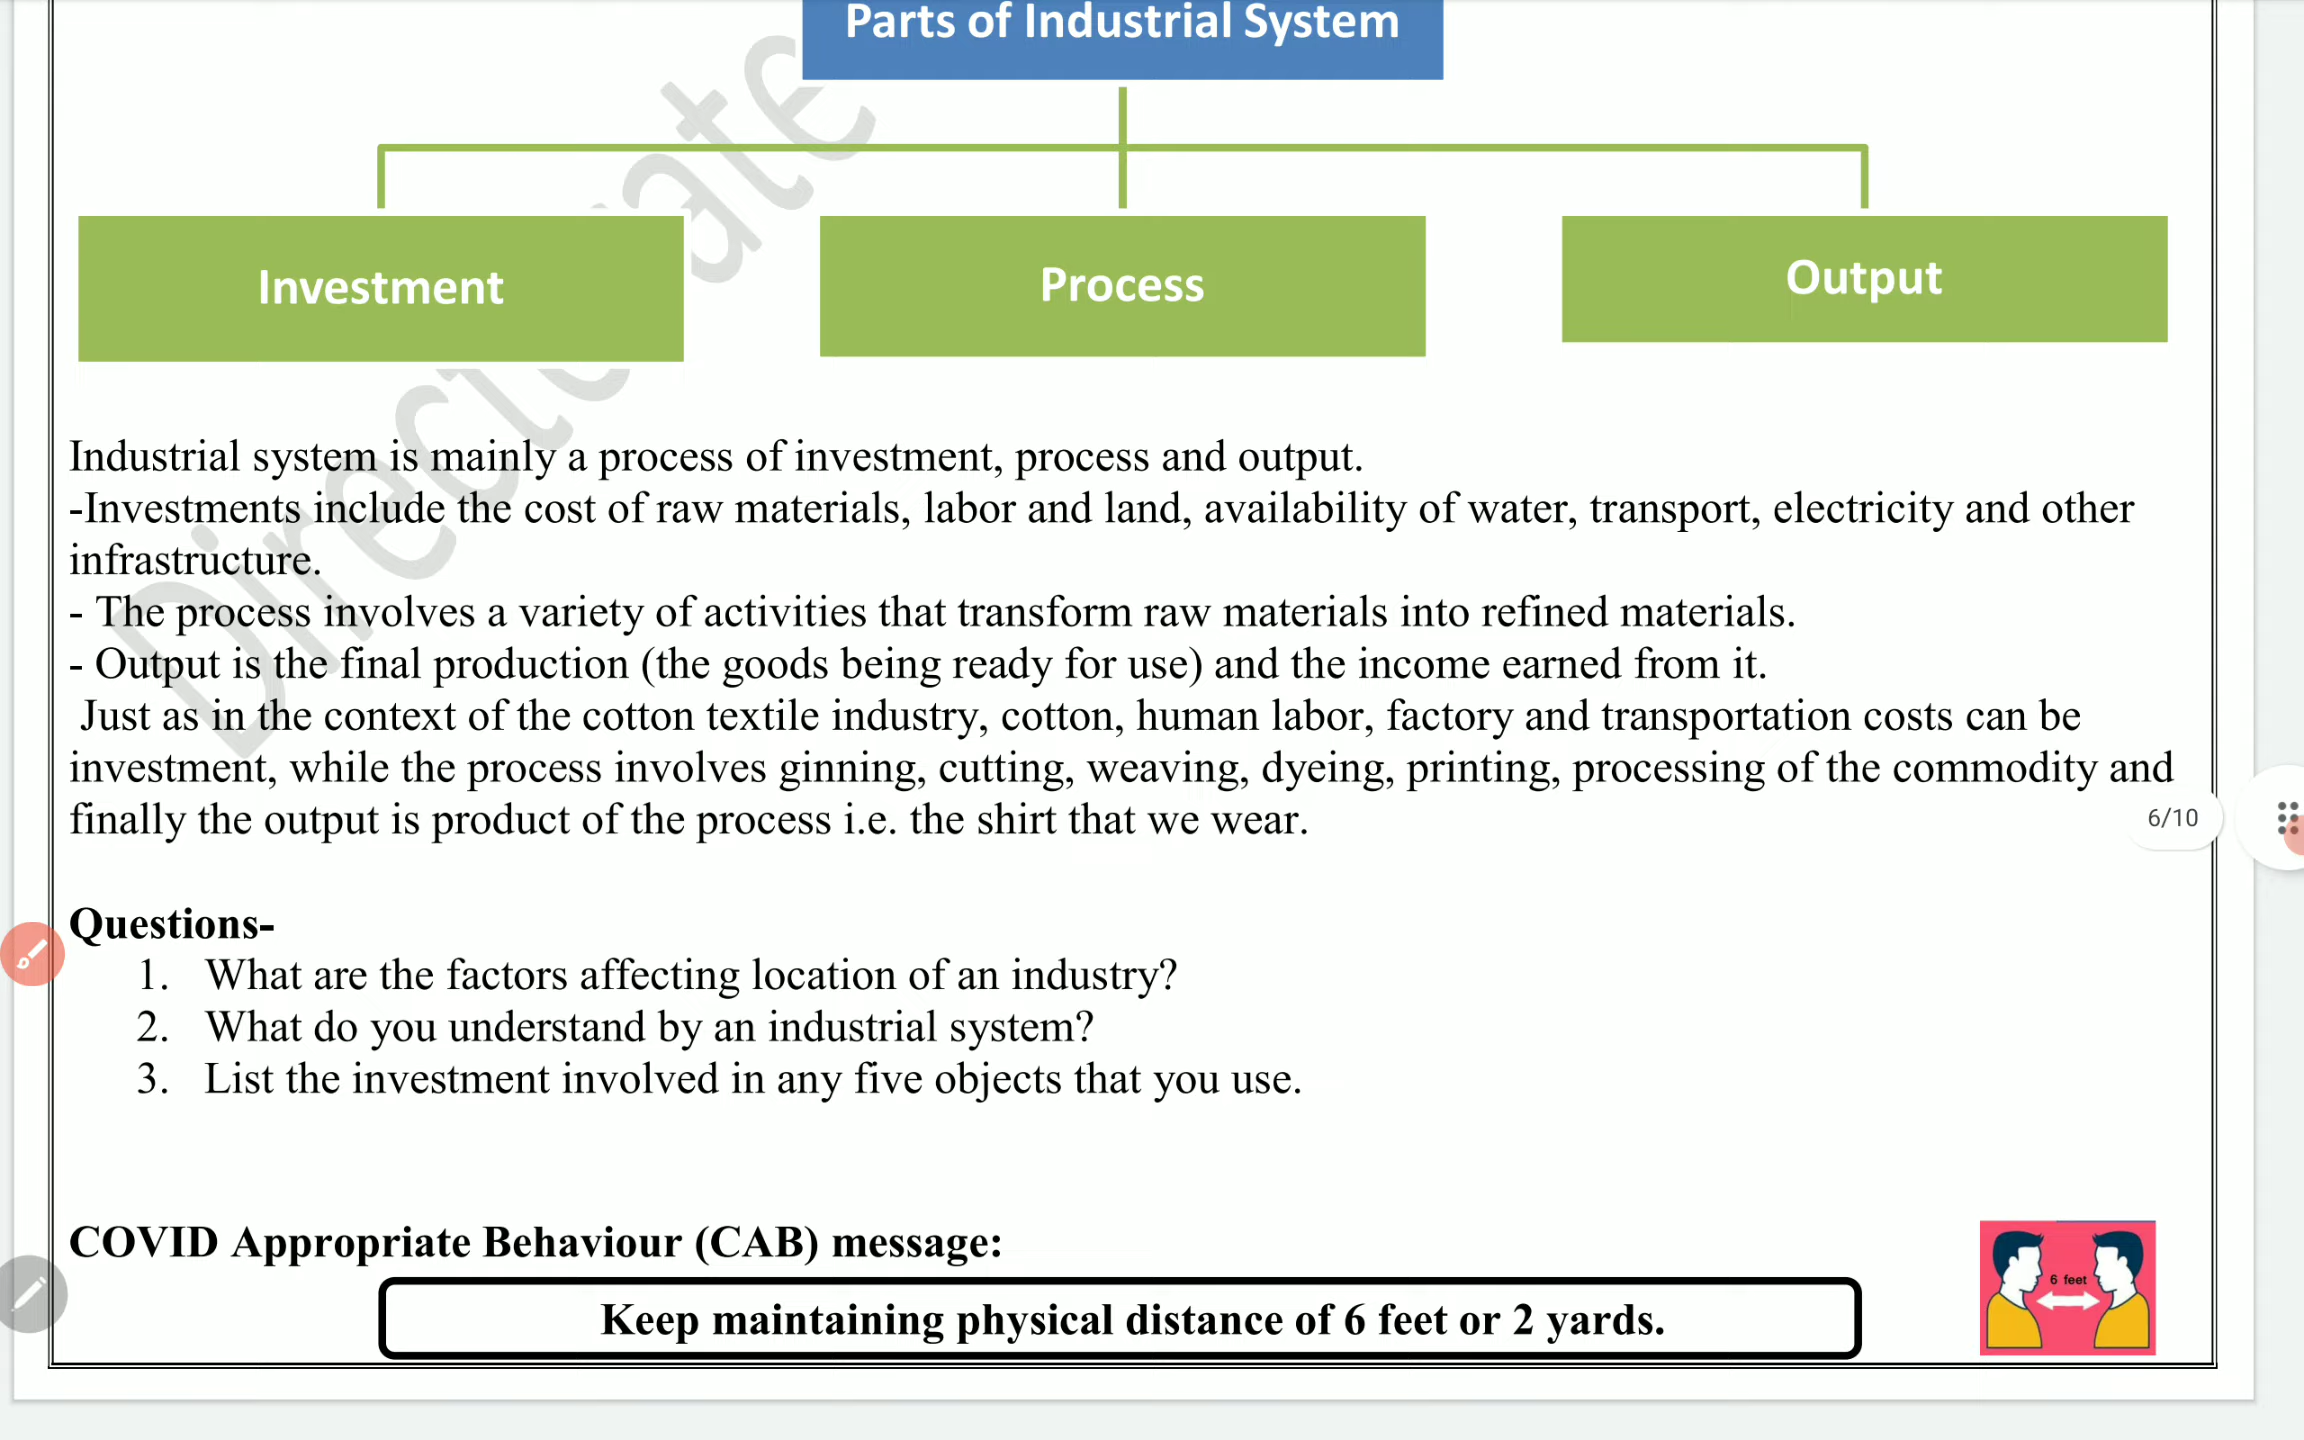 Parts of Industrial System
Investment
Process
Output
Directorate
Industrial system is mainly a process of investment, process and output.
-Investments include the cost of raw materials, labor and land, availability of water, transport, electricity and other
infrastructure.
- The process involves a variety of activities that transform raw materials into refined materials.
- Output is the final production (the goods being ready for use) and the income earned from it.
Just as in the context of the cotton textile industry, cotton, human labor, factory and transportation costs can be
investment, while the process involves ginning, cutting, weaving, dyeing, printing, processing of the commodity and
finally the output is product of the process i.e. the shirt that we wear.
6/10
Questions-
1. What are the factors affecting location of an industry?
2. What do you understand by an industrial system?
3. List the investment involved in any five objects that you use.
COVID Appropriate Behaviour (CAB) message:
6 feet
Keep maintaining physical distance of 6 feet or 2 yards.